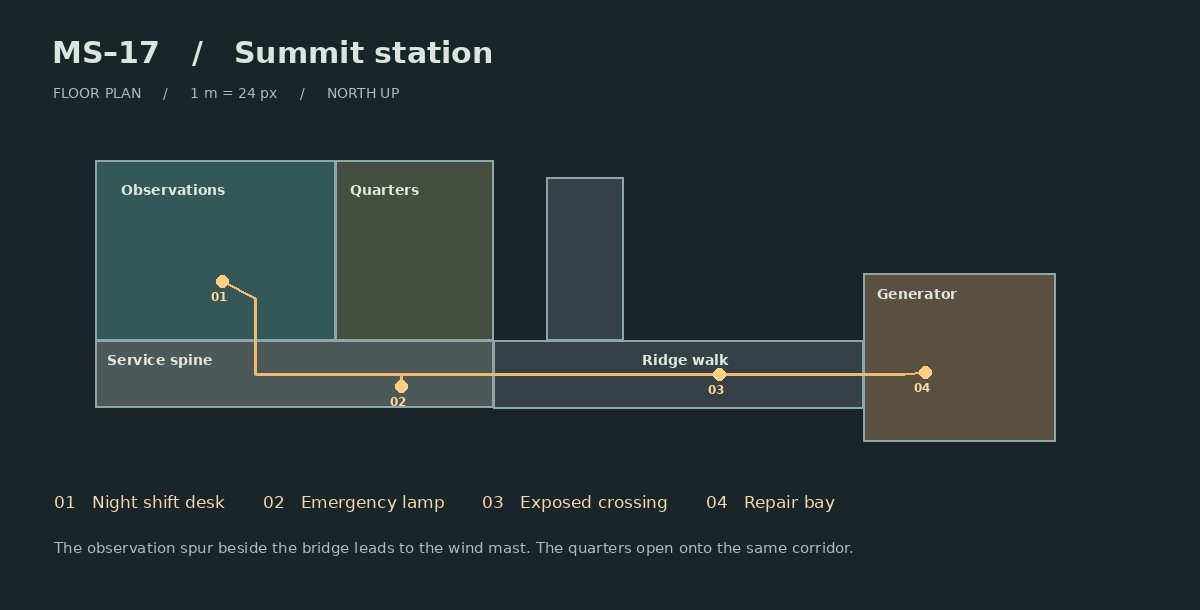 MS–17 / Summit station
FLOOR PLAN / 1 m = 24 px / NORTH UP
Observations
Quarters
Generator
01
Service spine
Ridge walk
02
03
04
01 Night shift desk 02 Emergency lamp 03 Exposed crossing 04 Repair bay
The observation spur beside the bridge leads to the wind mast. The quarters open onto the same corridor.